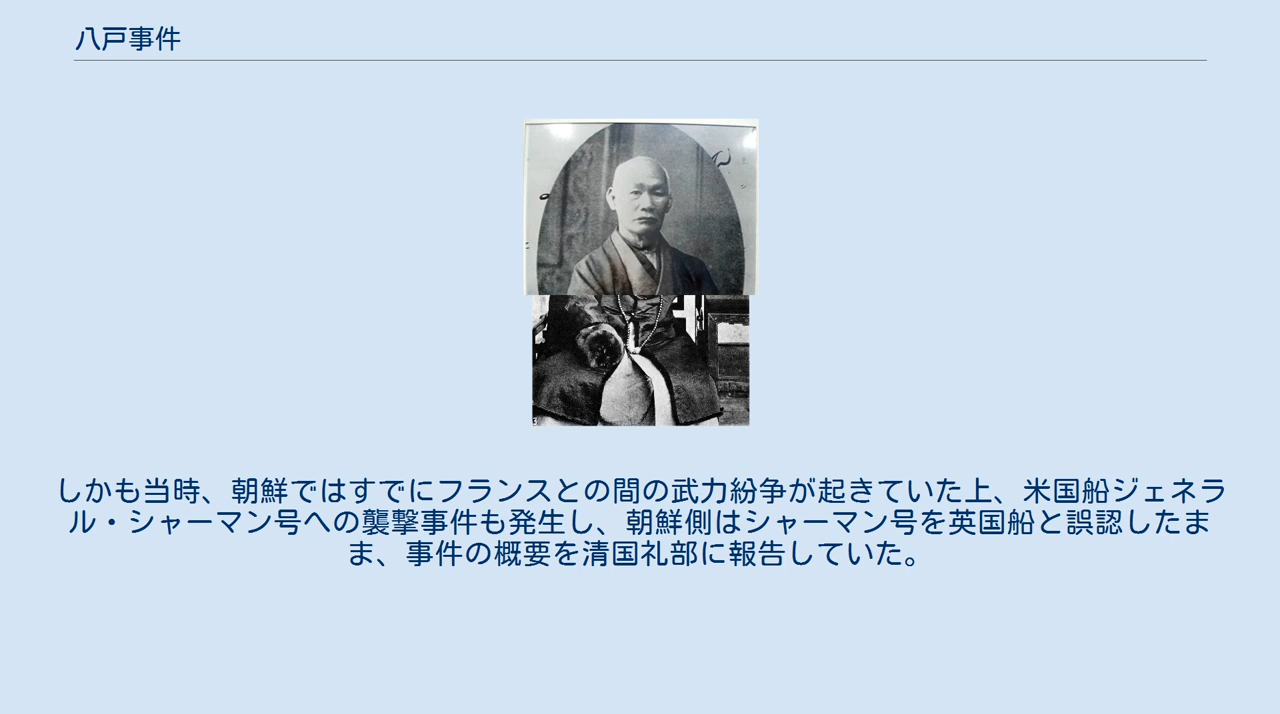 八戸事件
しかも当時、朝鮮ではすでにフランスとの間の武力紛争が起きていた上、米国船ジェネラ
ル・シャーマン号への襲撃事件も発生し、朝鮮側はシャーマン号を英国船と誤認したま
ま、事件の概要を清国礼部に報告していた。